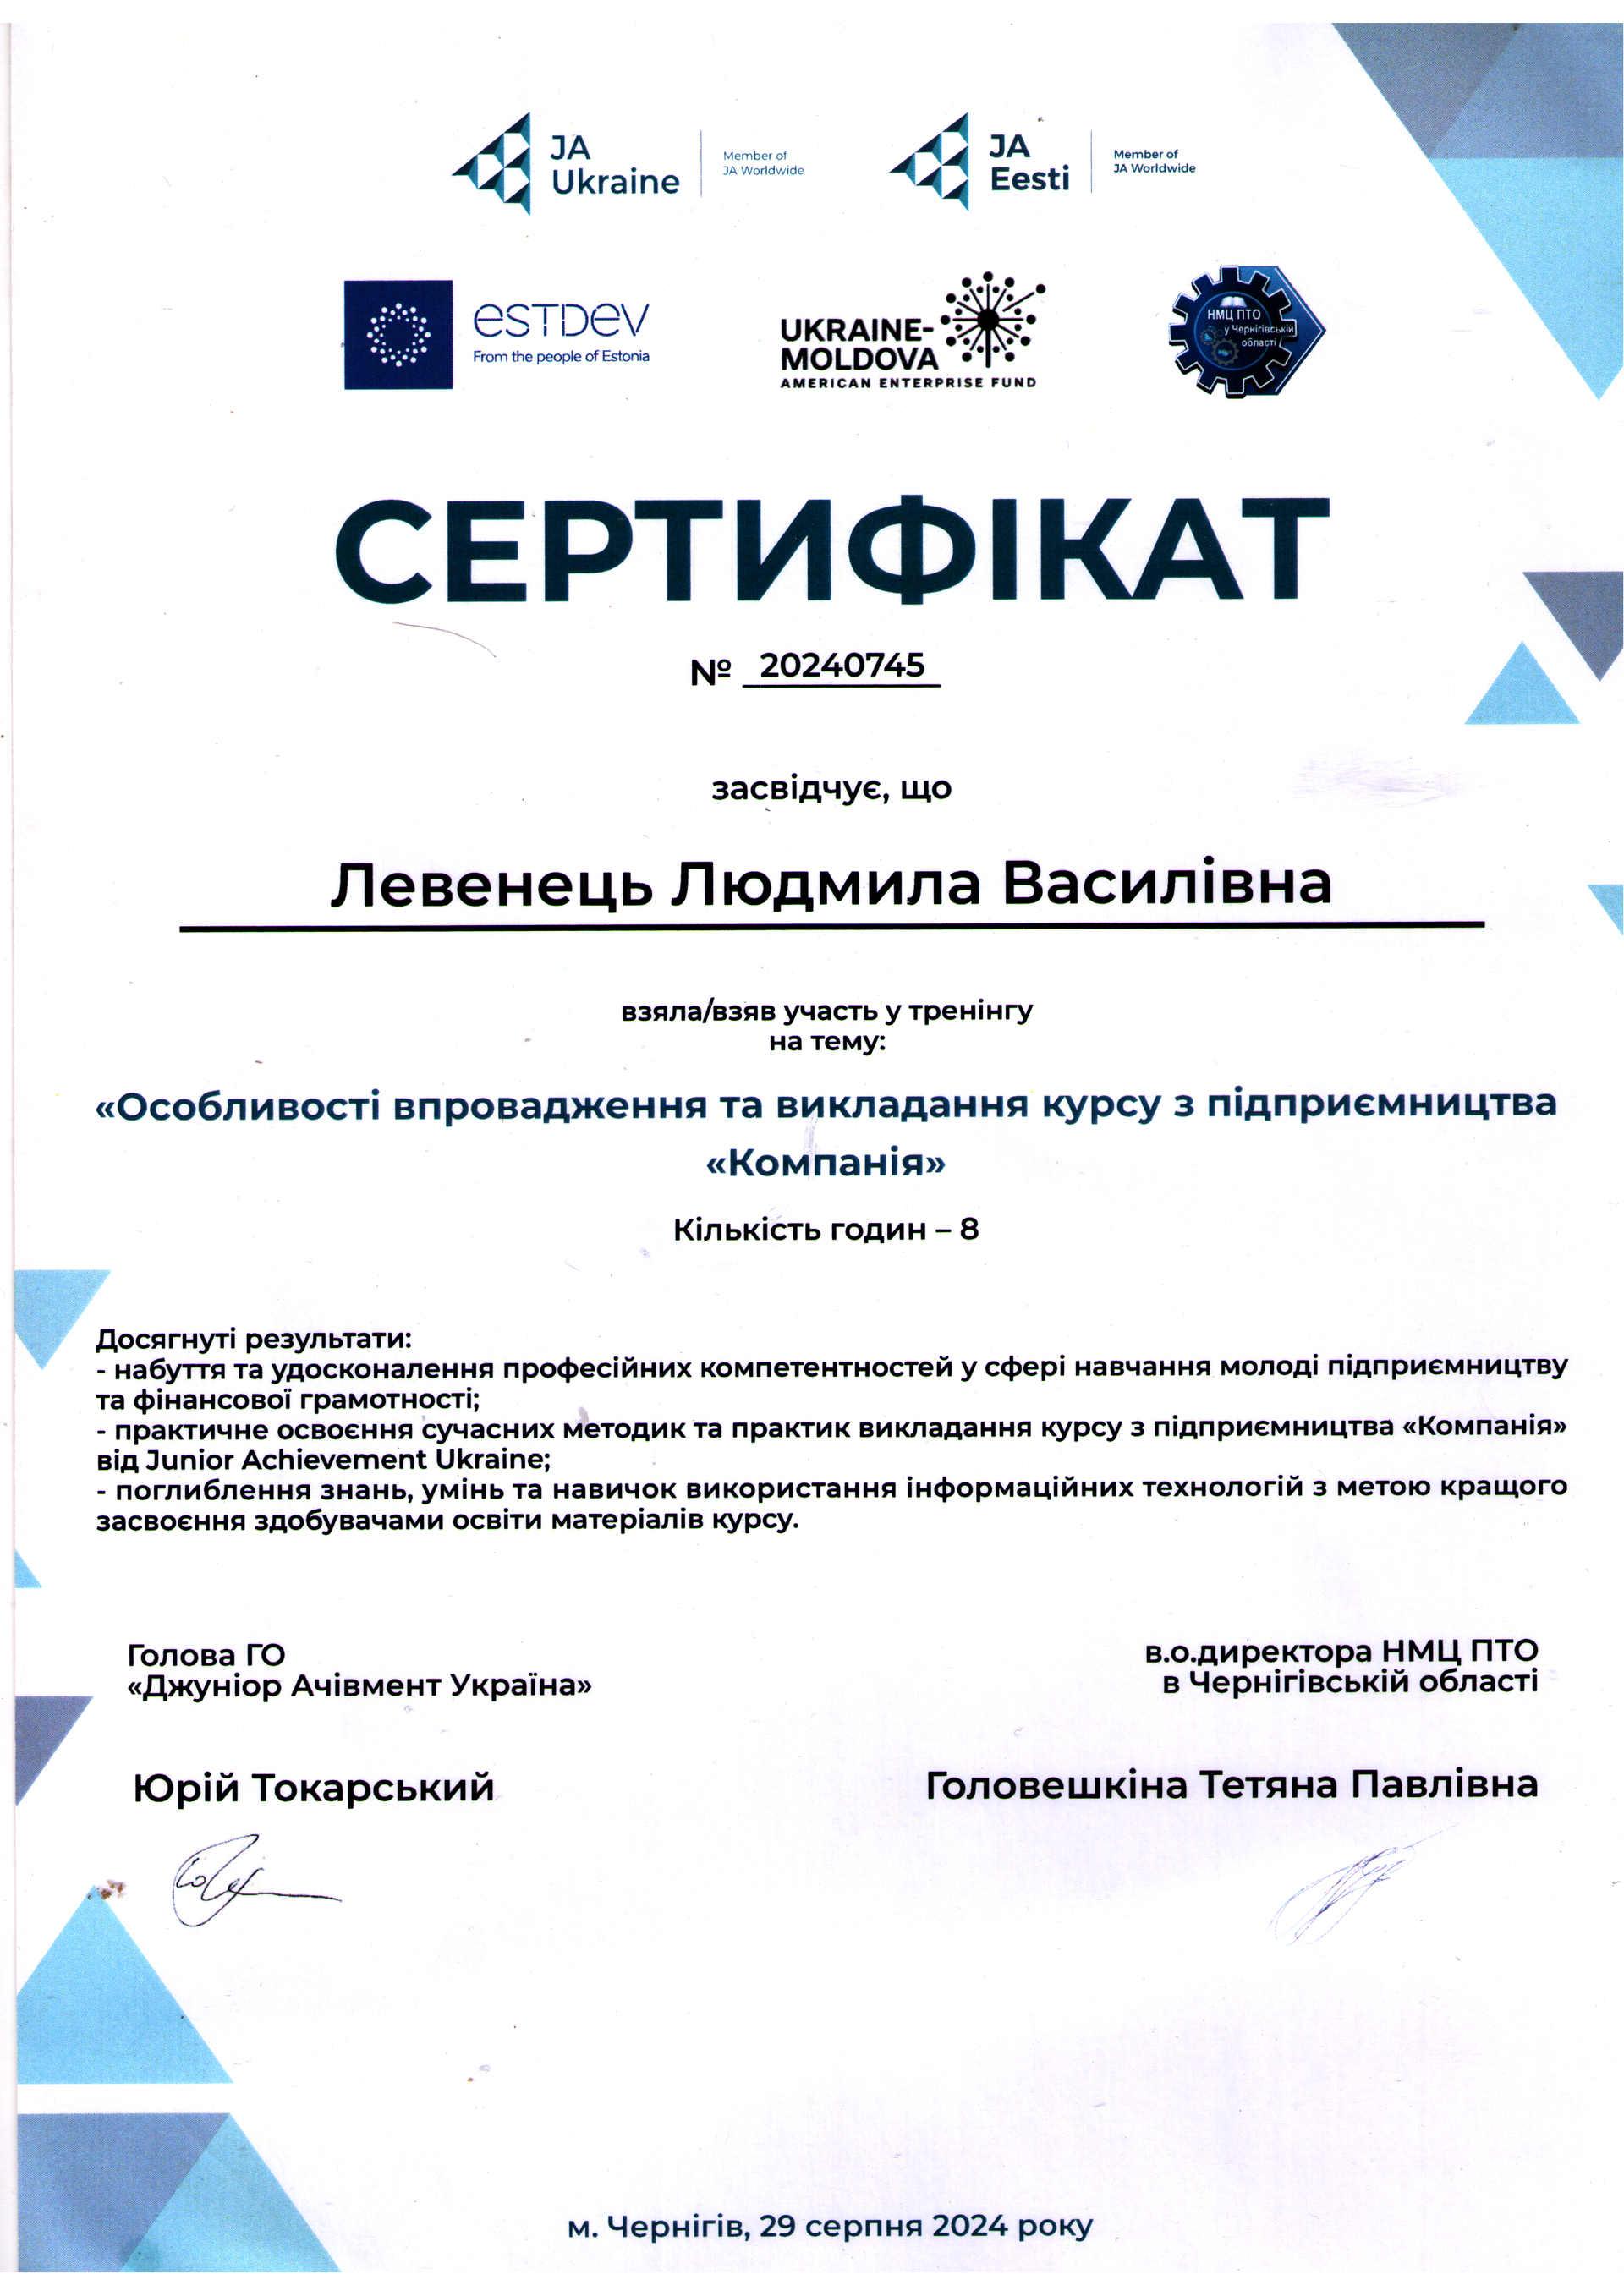 JA
Ukraine
Member of
JA Worldwide
JA
Eesti
Member of
JA Worldwide
ESTDEV
From the people of Estonia
UKRAINE-
MOLDOVA
AMERICAN ENTERPRISE FUND
НМЦ ПТО
у Чернігівській
області
СЕРТИФІКАТ
№ 20240745
засвідчує, що
Левенець Людмила Василівна
взяла/взяв участь у тренінгу
на тему:
«Особливості впровадження та викладання курсу з підприємництва
«Компанія»
Кількість годин – 8
Досягнуті результати:
- набуття та удосконалення професійних компетентностей у сфері навчання молоді підприємництву
та фінансової грамотності;
- практичне освоєння сучасних методик та практик викладання курсу з підприємництва «Компанія»
від Junior Achievement Ukraine;
- поглиблення знань, умінь та навичок використання інформаційних технологій з метою кращого
засвоєння здобувачами освіти матеріалів курсу.
Голова ГО
«Джуніор Ачівмент Україна»
в.о.директора НМЦ ПТО
в Чернігівській області
Юрій Токарський
Головешкіна Тетяна Павлівна
м. Чернігів, 29 серпня 2024 року